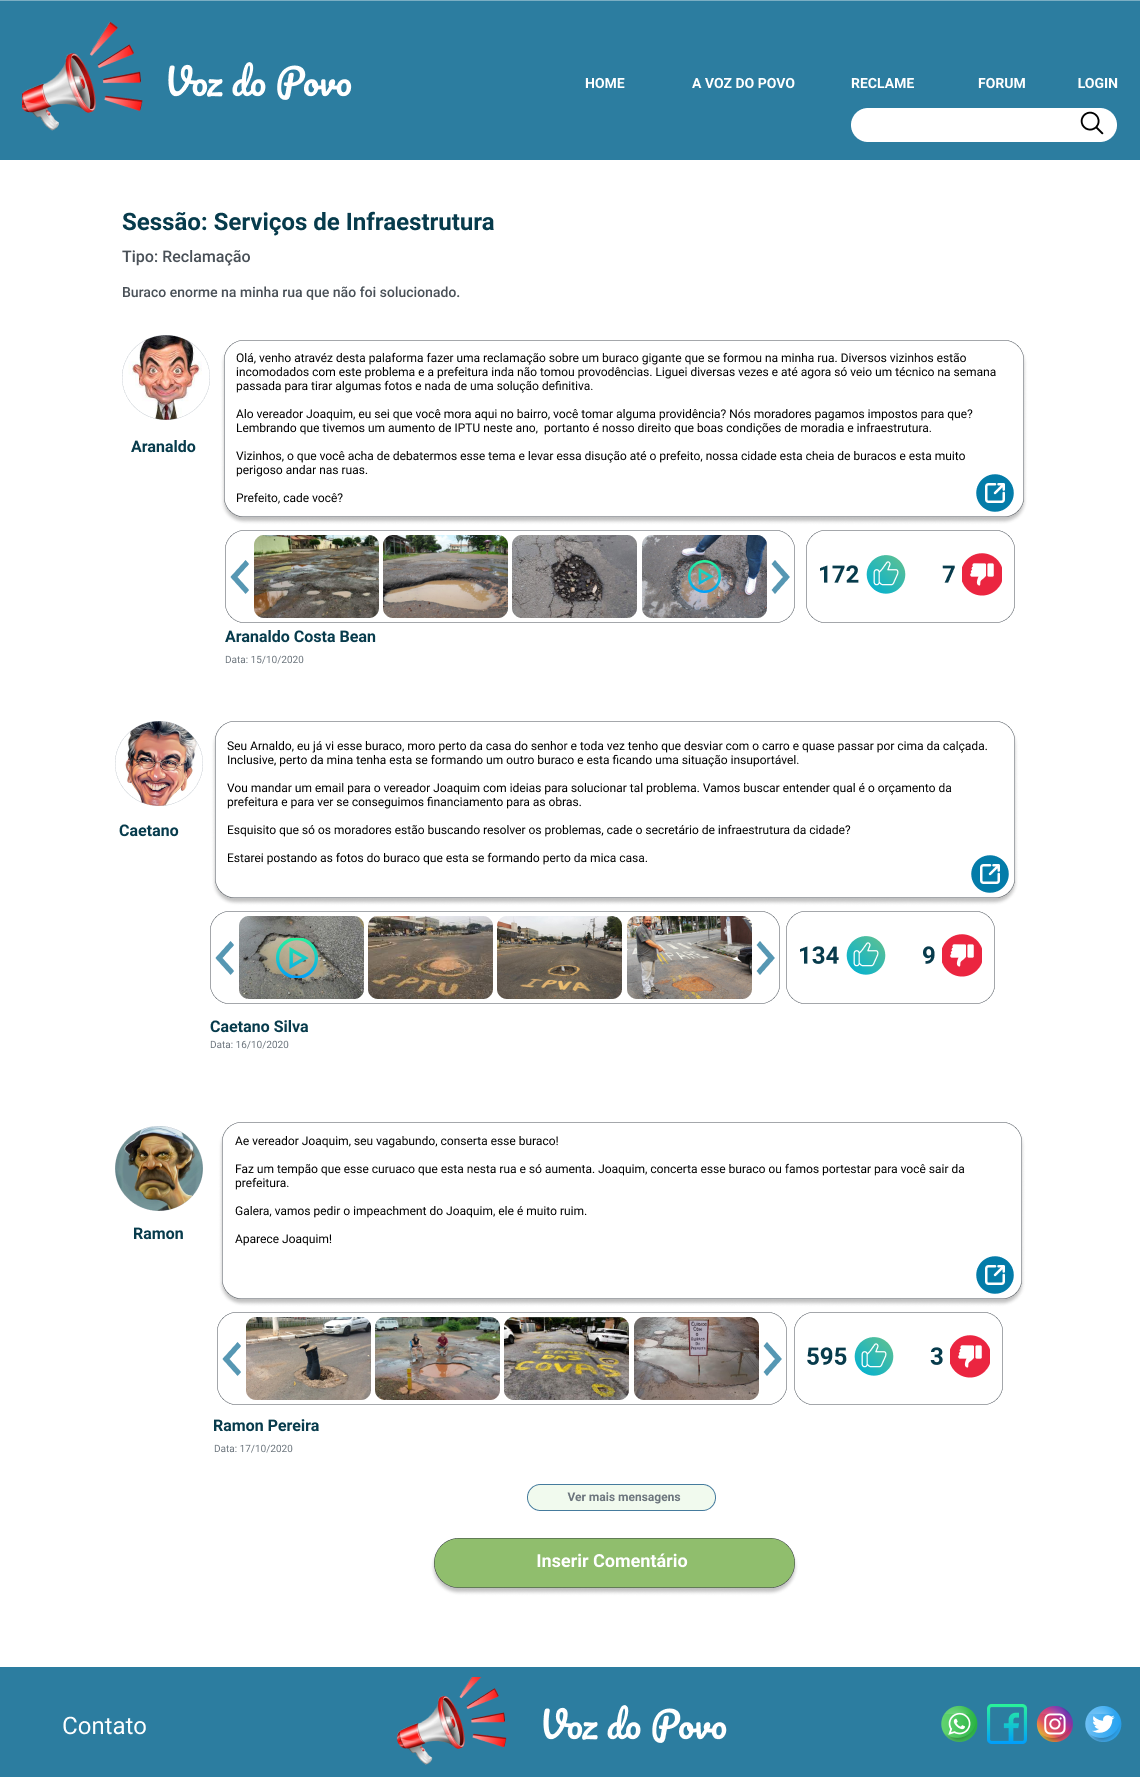 Voz do Povo
HOME A VOZ DO POVO RECLAME FORUM LOGIN
Sessão: Serviços de Infraestrutura
Tipo: Reclamação
Buraco enorme na minha rua que não foi solucionado.
Olá, venho atravéz desta palaforma fazer uma reclamação sobre um buraco gigante que se formou na minha rua. Diversos vizinhos estão
incomodados com este problema e a prefeitura inda não tomou provodências. Liguei diversas vezes e até agora só veio um técnico na semana
passada para tirar algumas fotos e nada de uma solução definitiva.
Alo vereador Joaquim, eu sei que você mora aqui no bairro, você tomar alguma providência? Nós moradores pagamos impostos para que?
Lembrando que tivemos um aumento de IPTU neste ano, portanto é nosso direito que boas condições de moradia e infraestrutura.
Vizinhos, o que você acha de debatermos esse tema e levar essa disução até o prefeito, nossa cidade esta cheia de buracos e esta muito
perigoso andar nas ruas.
Prefeito, cade você?
Aranaldo
172 7
Aranaldo Costa Bean
Data: 15/10/2020
Seu Arnaldo, eu já vi esse buraco, moro perto da casa do senhor e toda vez tenho que desviar com o carro e quase passar por cima da calçada.
Inclusive, perto da mina tenha esta se formando um outro buraco e esta ficando uma situação insuportável.
Vou mandar um email para o vereador Joaquim com ideias para solucionar tal problema. Vamos buscar entender qual é o orçamento da
prefeitura e para ver se conseguimos financiamento para as obras.
Esquisito que só os moradores estão buscando resolver os problemas, cade o secretário de infraestrutura da cidade?
Estarei postando as fotos do buraco que esta se formando perto da mica casa.
Caetano
IPTU
IPVA
PARE
134 9
Caetano Silva
Data: 16/10/2020
Ae vereador Joaquim, seu vagabundo, conserta esse buraco!
Faz um tempão que esse curuaco que esta nesta rua e só aumenta. Joaquim, concerta esse buraco ou famos portestar para você sair da
prefeitura.
Galera, vamos pedir o impeachment do Joaquim, ele é muito ruim.
Aparece Joaquim!
Ramon
DAS
COVAS
595 3
Ramon Pereira
Data: 17/10/2020
Ver mais mensagens
Inserir Comentário
Contato
Voz do Povo